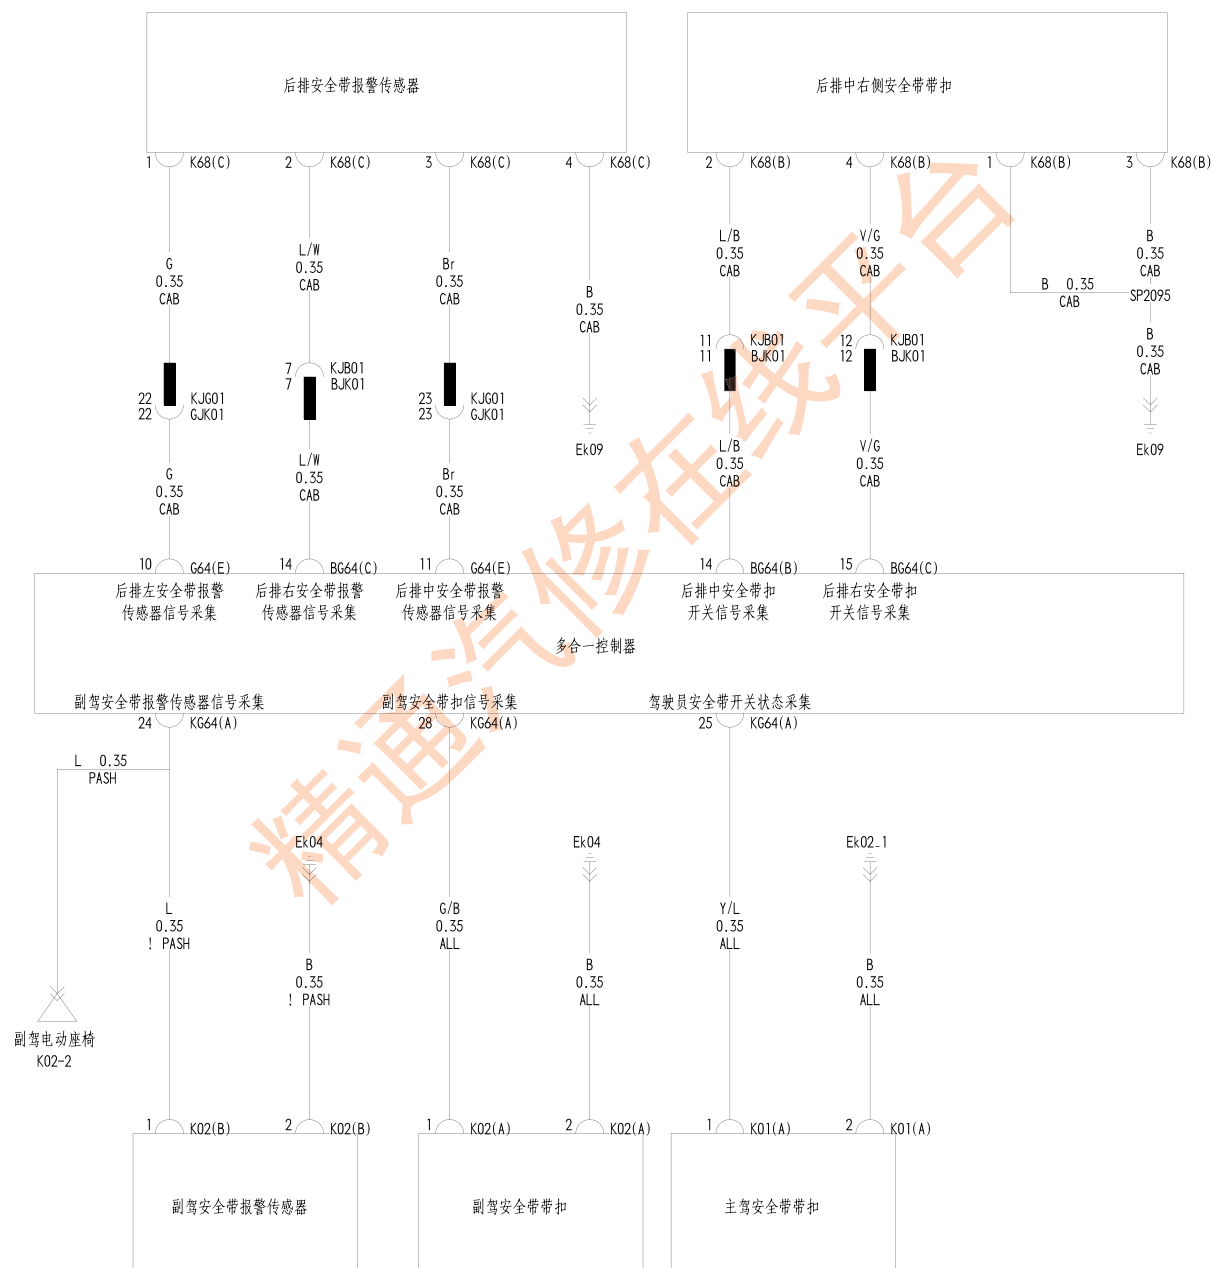 后排安全带报警传感器
后排中右侧安全带带扣
1 K68(C)
2 K68(C)
3 K68(C)
4 K68(C)
2 K68(B)
4 K68(B)
1 K68(B)
3 K68(B)
G
0.35
CAB
L/W
0.35
CAB
Br
0.35
CAB
B
0.35
CAB
L/B
0.35
CAB
V/G
0.35
CAB
B 0.35
CAB
B
0.35
CAB
SP2095
B
0.35
CAB
22 KJG01
22 GJK01
7 KJB01
7 BJK01
23 KJG01
23 GJK01
11 KJB01
11 BJK01
12 KJB01
12 BJK01
Ek09
Ek09
G
0.35
CAB
L/W
0.35
CAB
Br
0.35
CAB
L/B
0.35
CAB
V/G
0.35
CAB
10 G64(E)
14 BG64(C)
11 G64(E)
14 BG64(B)
15 BG64(C)
后排左安全带报警
传感器信号采集
后排右安全带报警
传感器信号采集
后排中安全带报警
传感器信号采集
后排中安全带扣
开关信号采集
后排右安全带扣
开关信号采集
多合一控制器
副驾安全带报警传感器信号采集
副驾安全带扣信号采集
驾驶员安全带开关状态采集
24 KG64(A)
28 KG64(A)
25 KG64(A)
L 0.35
PASH
Ek04
Ek04
Ek02_1
L
0.35
! PASH
B
0.35
! PASH
G/B
0.35
ALL
B
0.35
ALL
Y/L
0.35
ALL
B
0.35
ALL
副驾电动座椅
K02-2
1 K02(B)
2 K02(B)
1 K02(A)
2 K02(A)
1 K01(A)
2 K01(A)
副驾安全带报警传感器
副驾安全带带扣
主驾安全带带扣
精通汽修在线平台